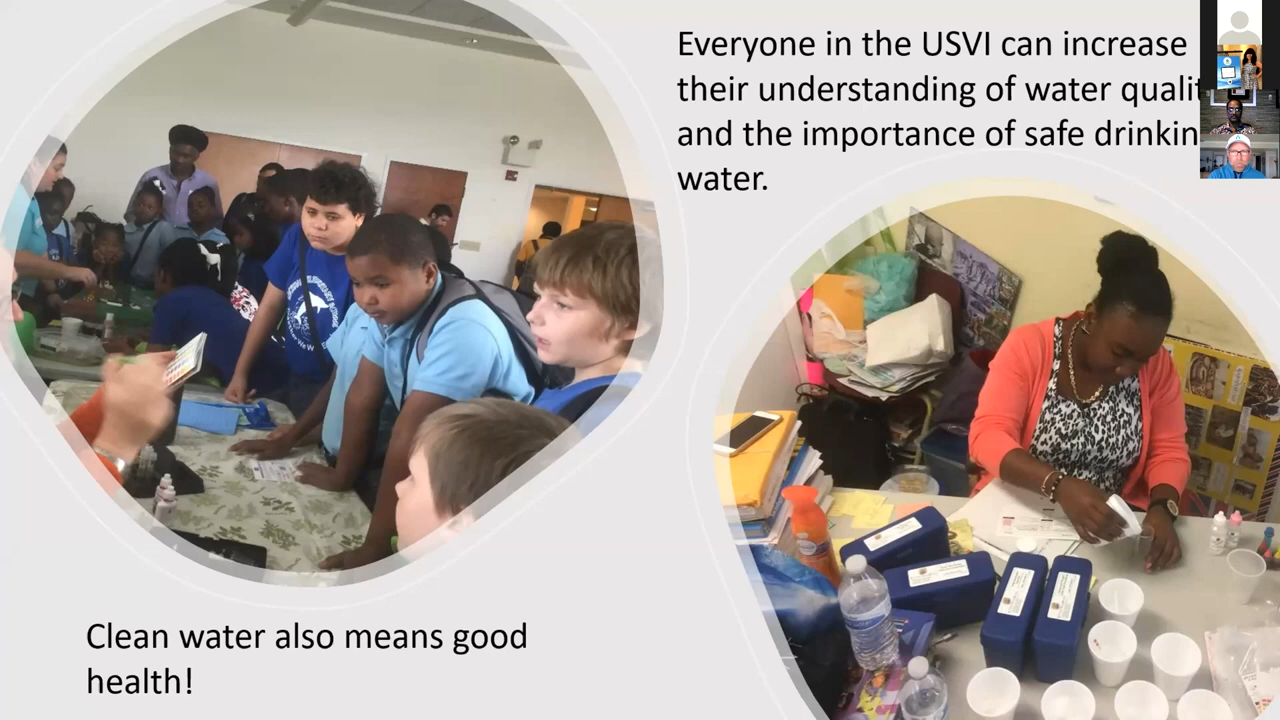 Everyone in the USVI can increase
their understanding of water qualit
and the importance of safe drinkin
water.
Clean water also means good
health!